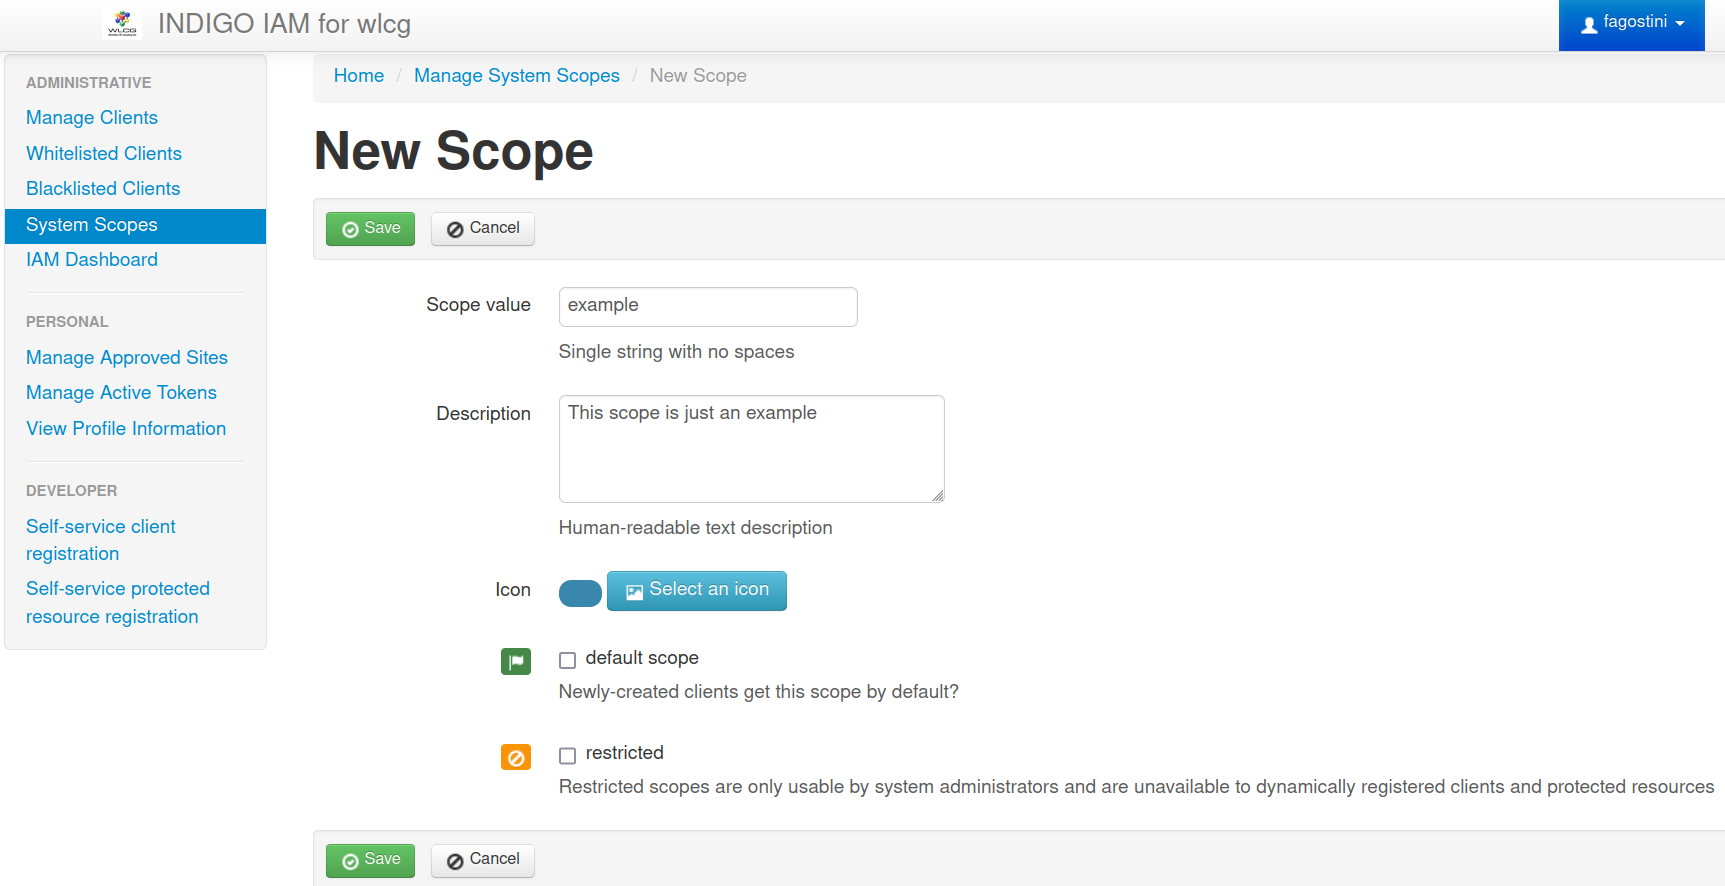 WLCG
INDIGO IAM for wlcg
fagostini
ADMINISTRATIVE
Manage Clients
Whitelisted Clients
Blacklisted Clients
System Scopes
IAM Dashboard
PERSONAL
Manage Approved Sites
Manage Active Tokens
View Profile Information
DEVELOPER
Self-service client
registration
Self-service protected
resource registration
Home / Manage System Scopes / New Scope
New Scope
Save Cancel
Scope value example
Single string with no spaces
Description This scope is just an example
Human-readable text description
Icon Select an icon
default scope
Newly-created clients get this scope by default?
restricted
Restricted scopes are only usable by system administrators and are unavailable to dynamically registered clients and protected resources
Save Cancel